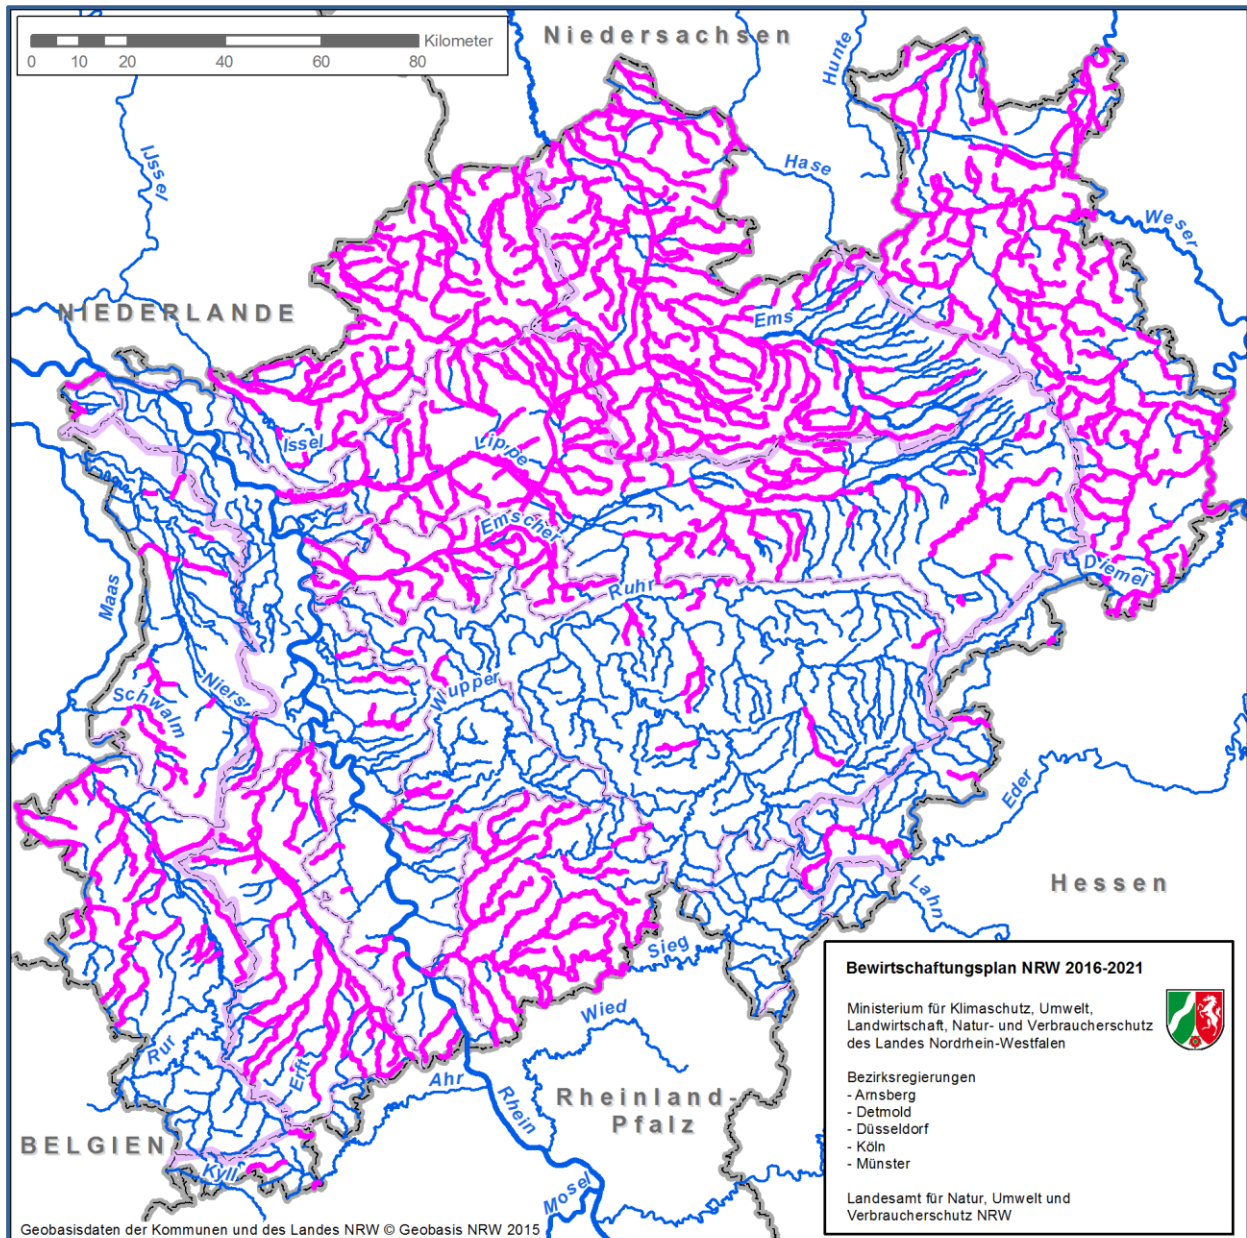 Niedersachsen
Kilometer
0 10 20 40 60 80
Hunte
IJssel
Hase
Weser
NIEDERLANDE
Ems
Issel
Lippe
Emscher
Maas
Ruhr
Diemel
Schwalm
Niers
Wupper
Eder
Lahn
Hessen
Sieg
Wied
Rur
Erft
Ahr
Rhein
Rheinland-
Pfalz
BELGIEN
Kyll
Mosel
Bewirtschaftungsplan NRW 2016-2021
Ministerium für Klimaschutz, Umwelt,
Landwirtschaft, Natur- und Verbraucherschutz
des Landes Nordrhein-Westfalen
Bezirksregierungen
- Arnsberg
- Detmold
- Düsseldorf
- Köln
- Münster
Landesamt für Natur, Umwelt und
Verbraucherschutz NRW
Geobasisdaten der Kommunen und des Landes NRW © Geobasis NRW 2015